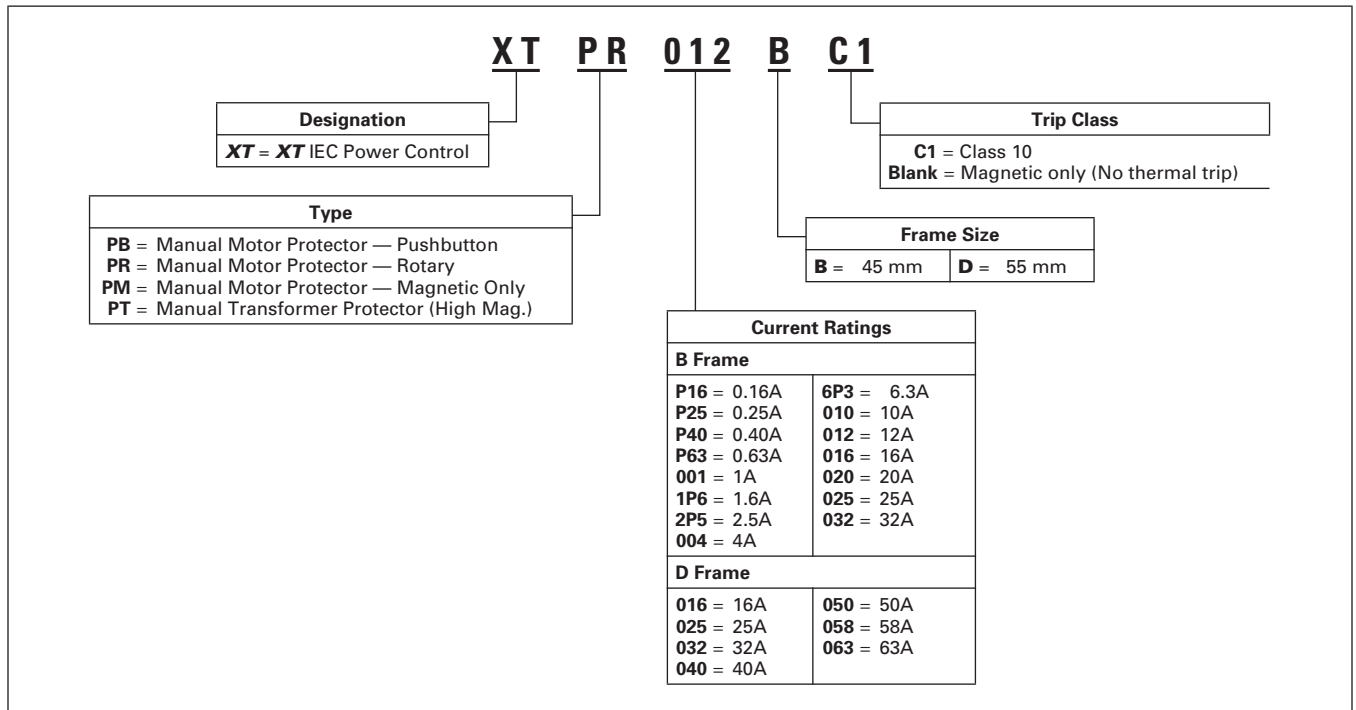 XT PR 012 B C1
Designation
XT = XT IEC Power Control
Type
PB = Manual Motor Protector — Pushbutton
PR = Manual Motor Protector — Rotary
PM = Manual Motor Protector — Magnetic Only
PT = Manual Transformer Protector (High Mag.)
Trip Class
C1 = Class 10
Blank = Magnetic only (No thermal trip)
Frame Size
B = 45 mm D = 55 mm
Current Ratings
B Frame
P16 = 0.16A
P25 = 0.25A
P40 = 0.40A
P63 = 0.63A
001 = 1A
1P6 = 1.6A
2P5 = 2.5A
004 = 4A
6P3 = 6.3A
010 = 10A
012 = 12A
016 = 16A
020 = 20A
025 = 25A
032 = 32A
D Frame
016 = 16A
025 = 25A
032 = 32A
040 = 40A
050 = 50A
058 = 58A
063 = 63A